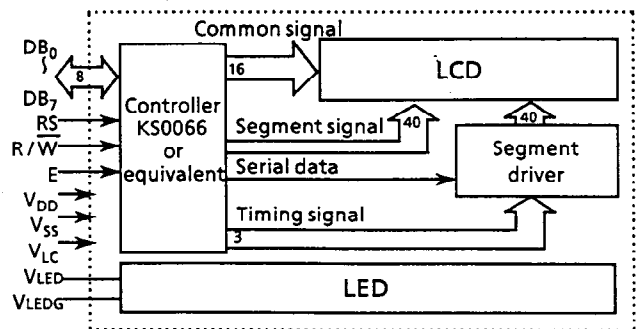 Common signal
DB0
8
16
LCD
DB7
Controller
KS0066
or
equivalent
RS
R / W̅
E
Segment signal
40
40
Serial data
Segment
driver
VDD
VSS
VLC
Timing signal
3
VLED
VLEDG
LED